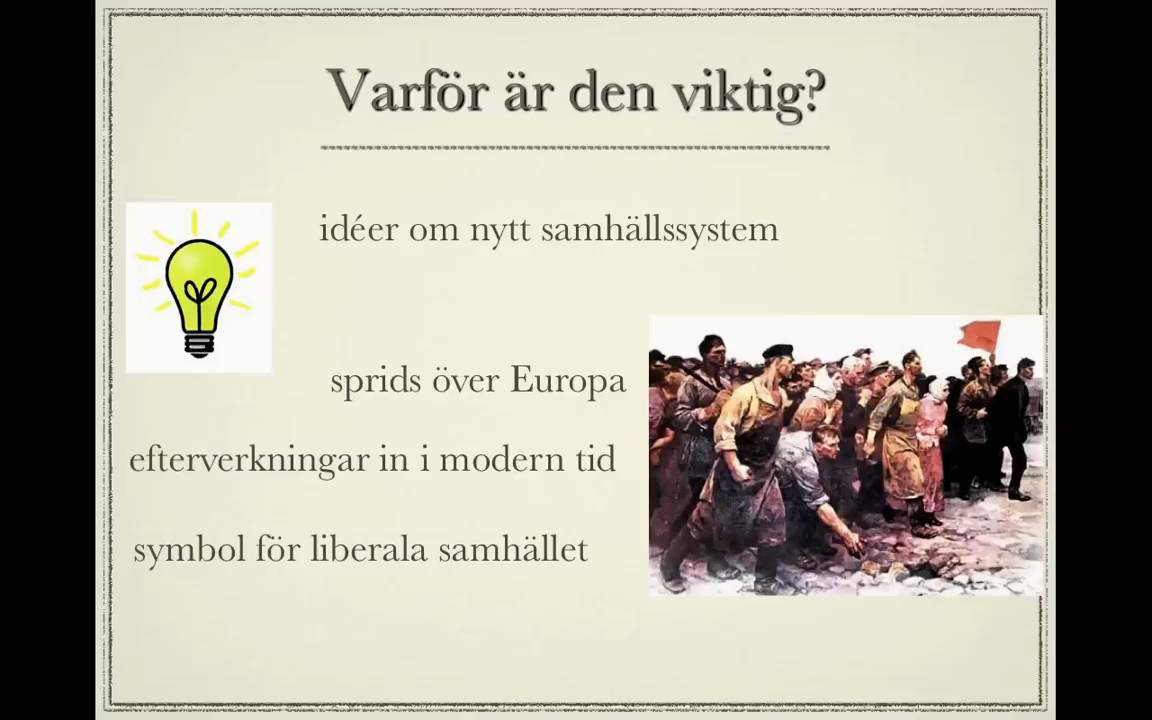 Varför är den viktig?
idéer om nytt samhällssystem
sprids över Europa
efterverkningar in i modern tid
symbol för liberala samhället